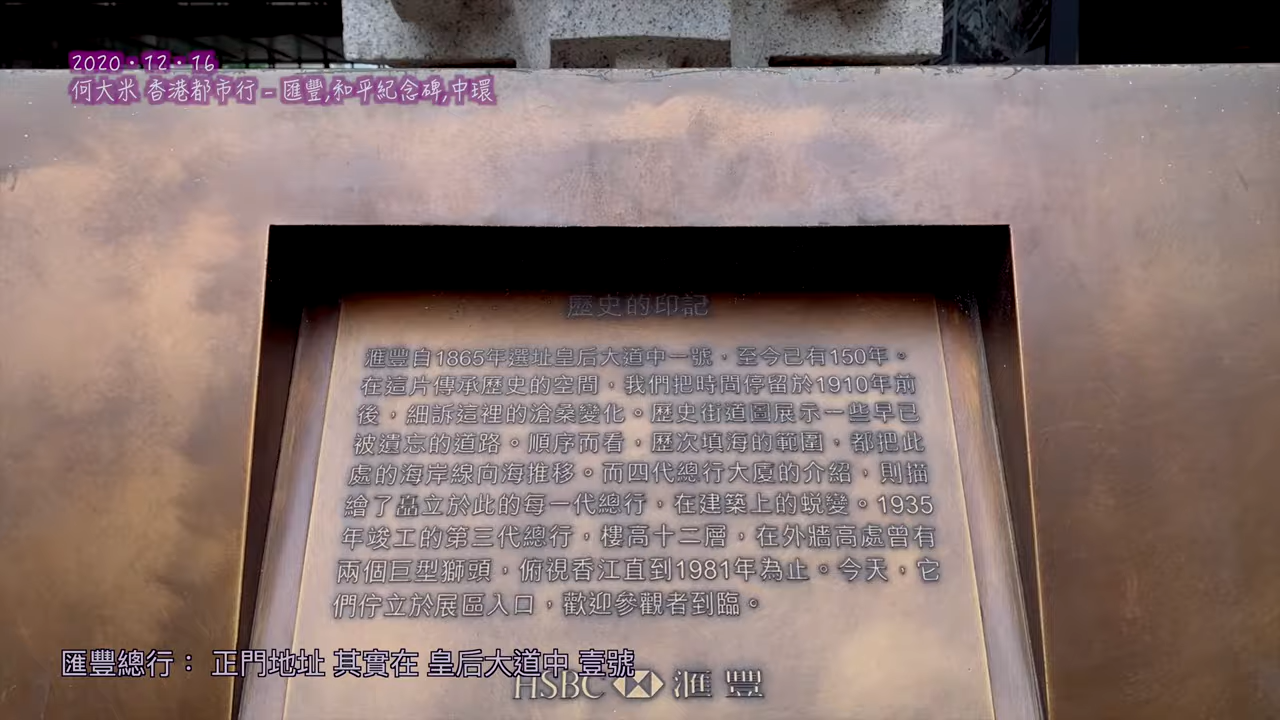 2020·12·16
何大米 香港都市行 - 匯豐,和平紀念碑,中環
歷史的印記
滙豐自1865年選址皇后大道中一號，至今已有150年。
在這片傳承歷史的空間，我們把時間停留於1910年前
後，細訴這裡的滄桑變化。歷史街道圖展示一些早已
被遺忘的道路。順序而看，歷次填海的範圍，都把此
處的海岸線向海推移。而四代總行大廈的介紹，則描
繪了矗立於此的每一代總行，在建築上的蛻變。1935
年竣工的第三代總行，樓高十二層，在外牆高處曾有
兩個巨型獅頭，俯視香江直到1981年為止。今天，它
們佇立於展區入口，歡迎參觀者到臨。
匯豐總行： 正門地址 其實在 皇后大道中 壹號
HSBC 滙豐